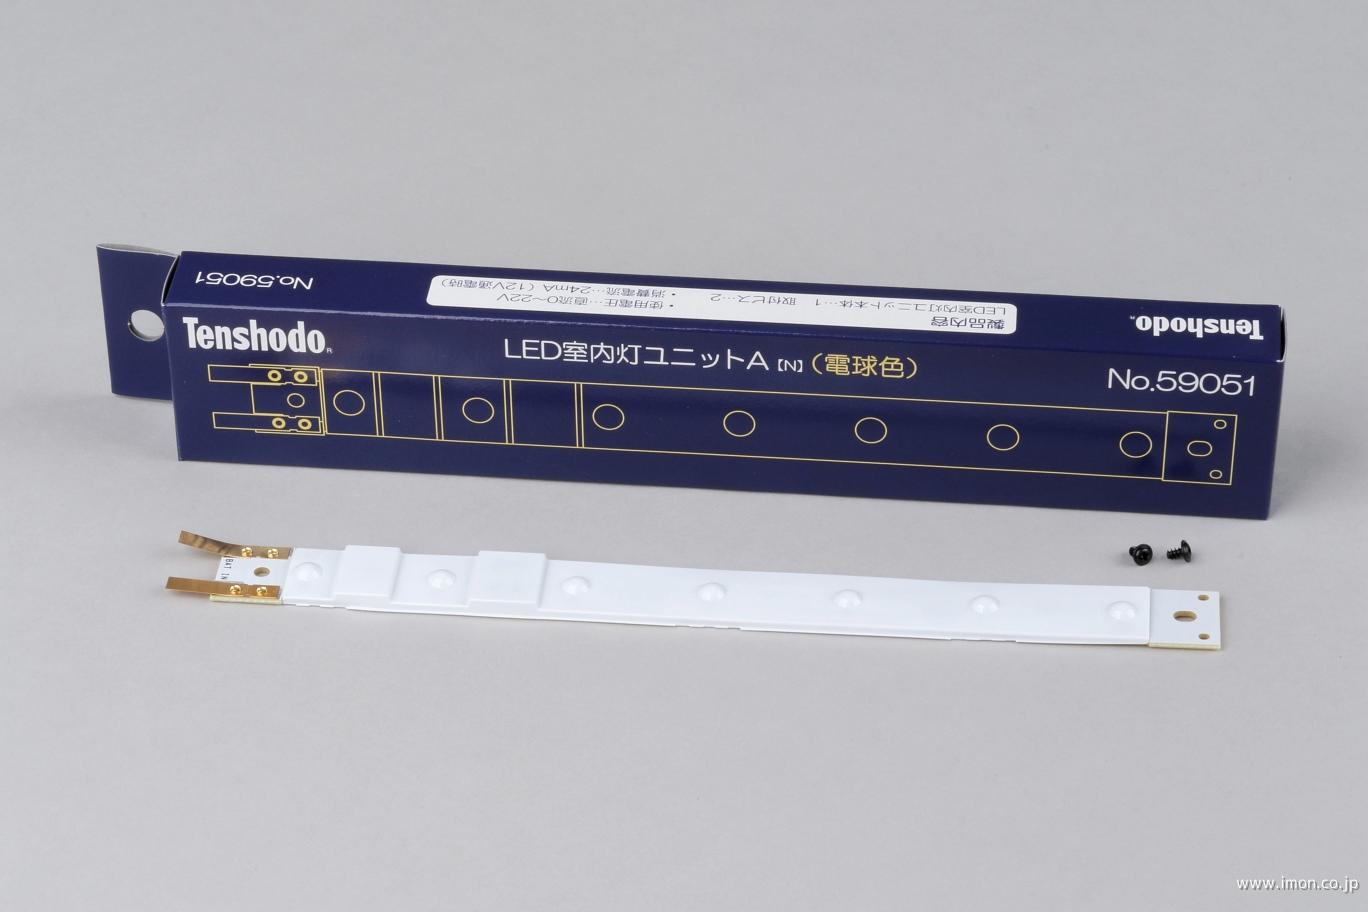 No.59051
製品内容
LED室内灯ユニット本体…1　取付ビス…2
・使用電圧…直流0~22V
・消費電流…24mA（12V通電時）
Tenshodo®
Tenshodo®
LED室内灯ユニットA【N】（電球色）
No.59051
BAT IN
www.imon.co.jp